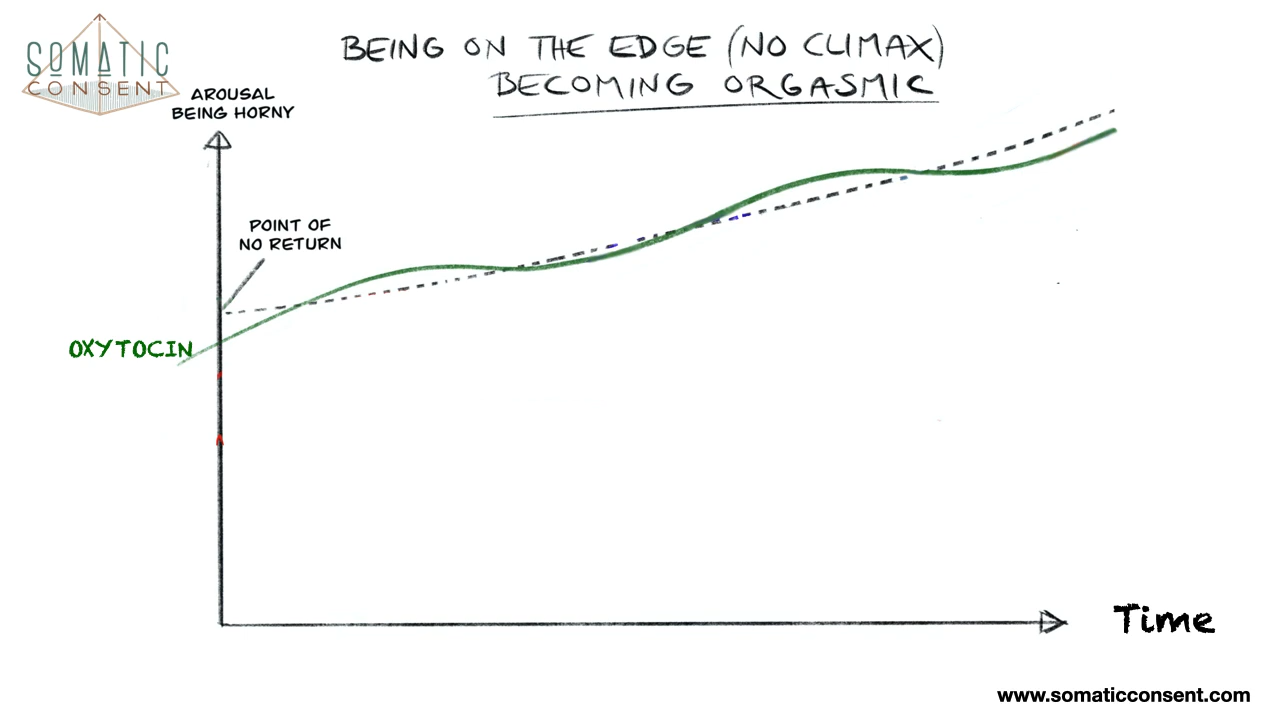 SOMATIC
CONSENT
BEING ON THE EDGE (NO CLIMAX)
BECOMING ORGASMIC
AROUSAL
BEING HORNY
POINT OF
NO RETURN
OXYTOCIN
Time
www.somaticconsent.com